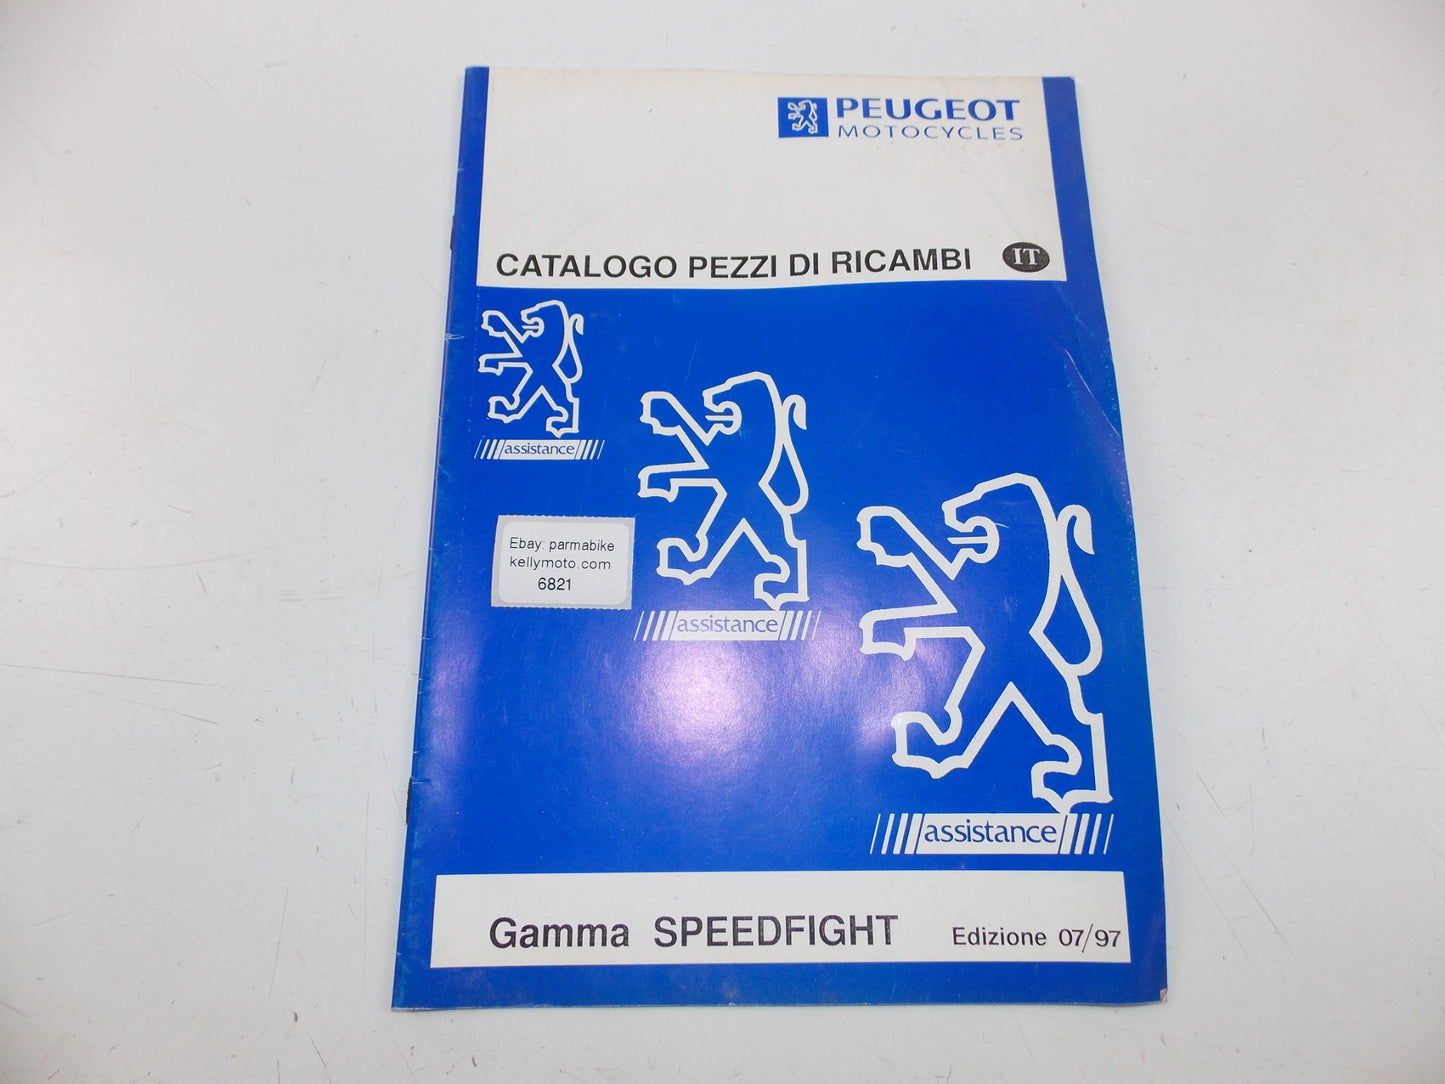 PEUGEOT
MOTOCYCLES
CATALOGO PEZZI DI RICAMBI IT
assistance
assistance
assistance
Ebay: parmabike
kellymoto.com
6821
Gamma SPEEDFIGHT Edizione 07/97